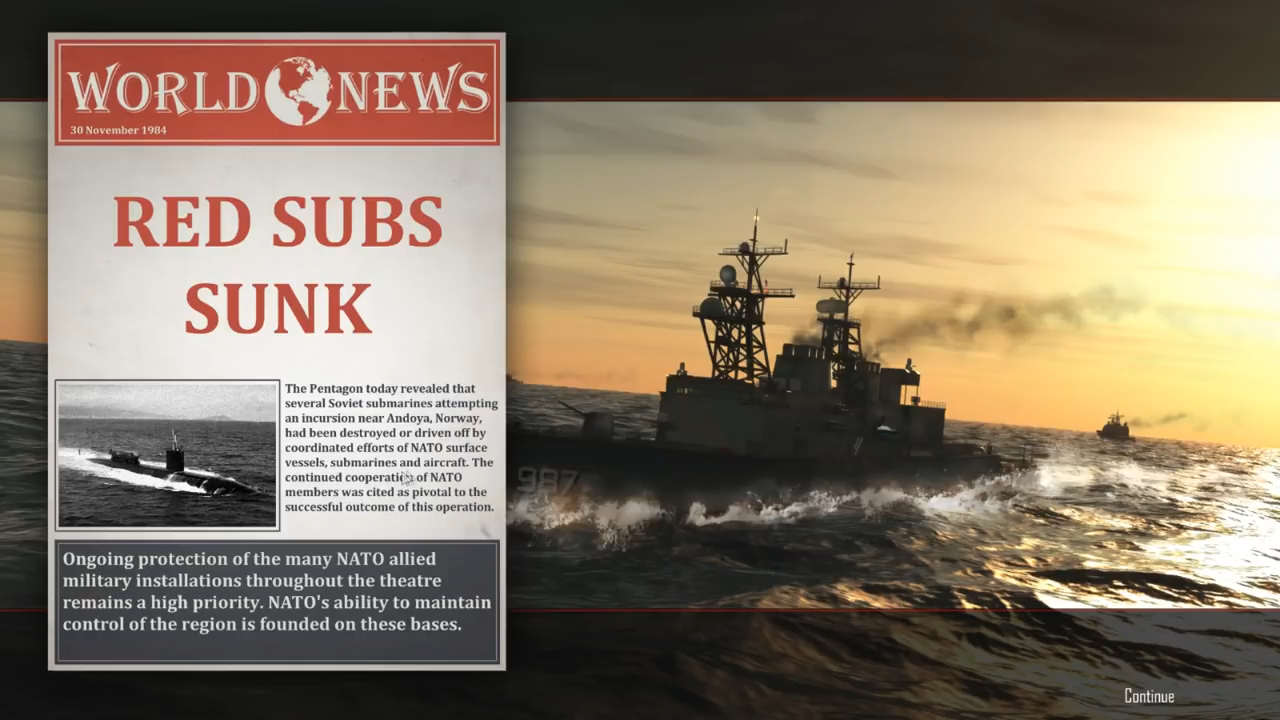 WORLD NEWS
30 November 1984
RED SUBS
SUNK
The Pentagon today revealed that
several Soviet submarines attempting
an incursion near Andoya, Norway,
had been destroyed or driven off by
coordinated efforts of NATO surface
vessels, submarines and aircraft. The
continued cooperation of NATO
members was cited as pivotal to the
successful outcome of this operation.
Ongoing protection of the many NATO allied
military installations throughout the theatre
remains a high priority. NATO's ability to maintain
control of the region is founded on these bases.
987
Continue